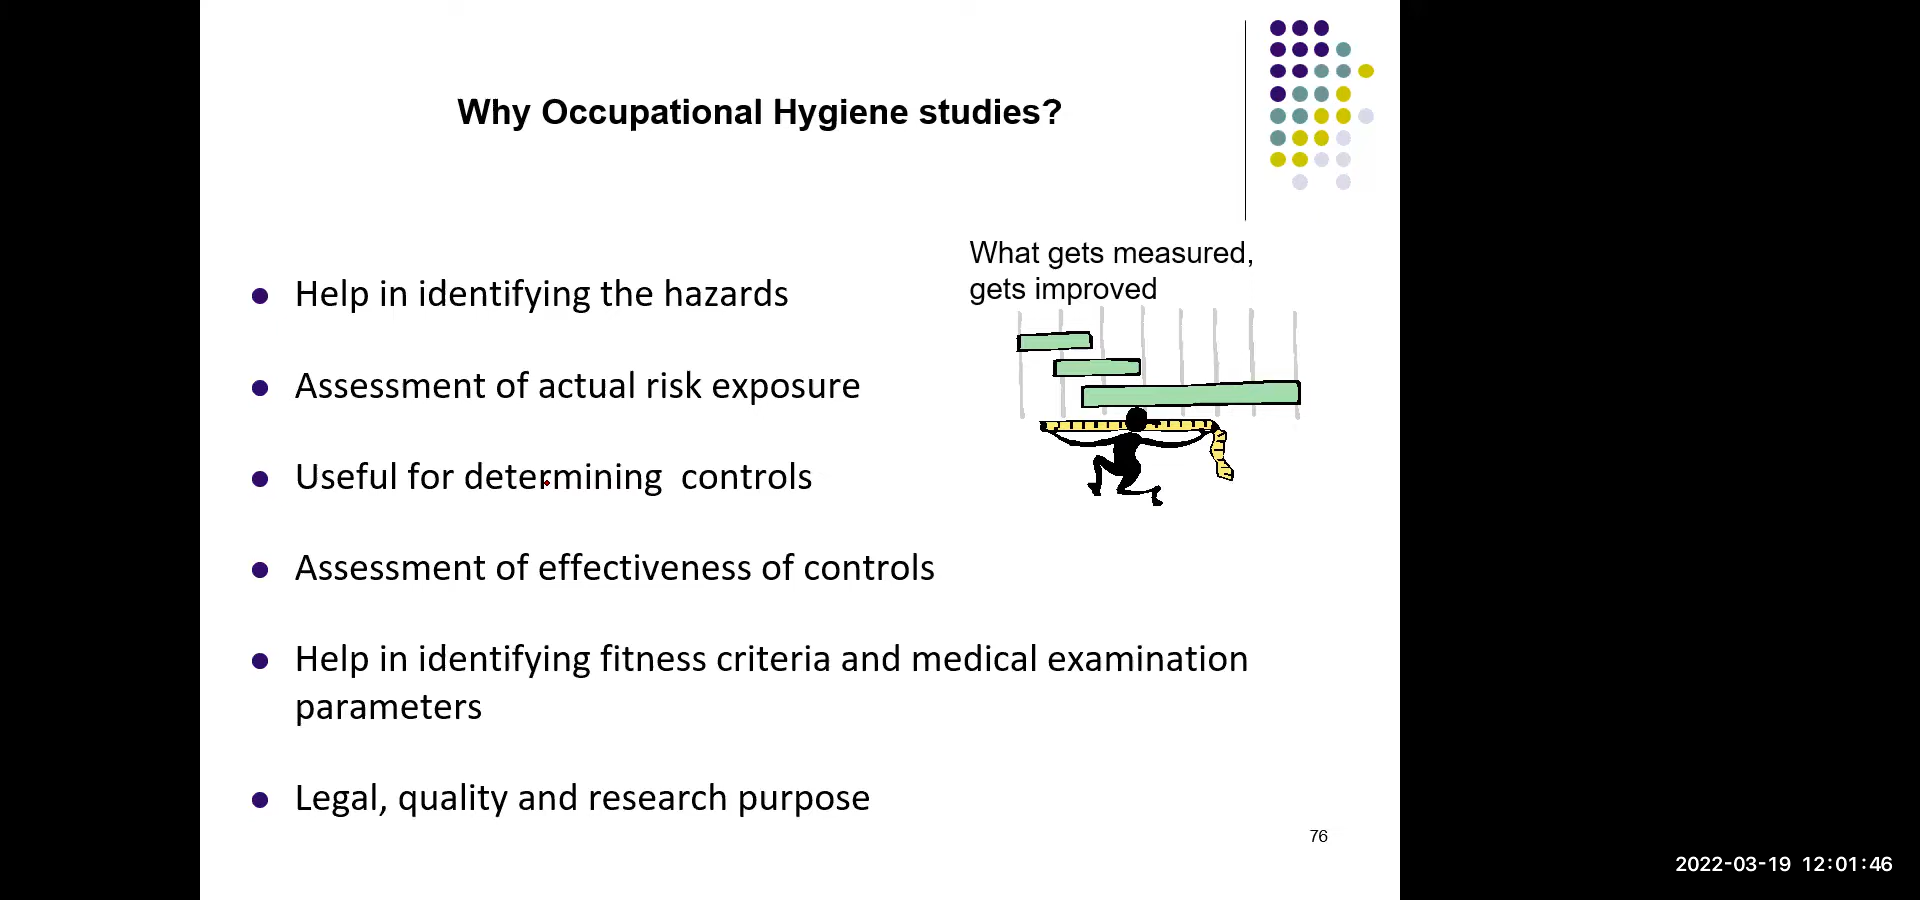 Why Occupational Hygiene studies?
What gets measured,
gets improved
Help in identifying the hazards
Assessment of actual risk exposure
Useful for determining  controls
Assessment of effectiveness of controls
Help in identifying fitness criteria and medical examination
parameters
Legal, quality and research purpose
76
2022-03-19 12:01:46